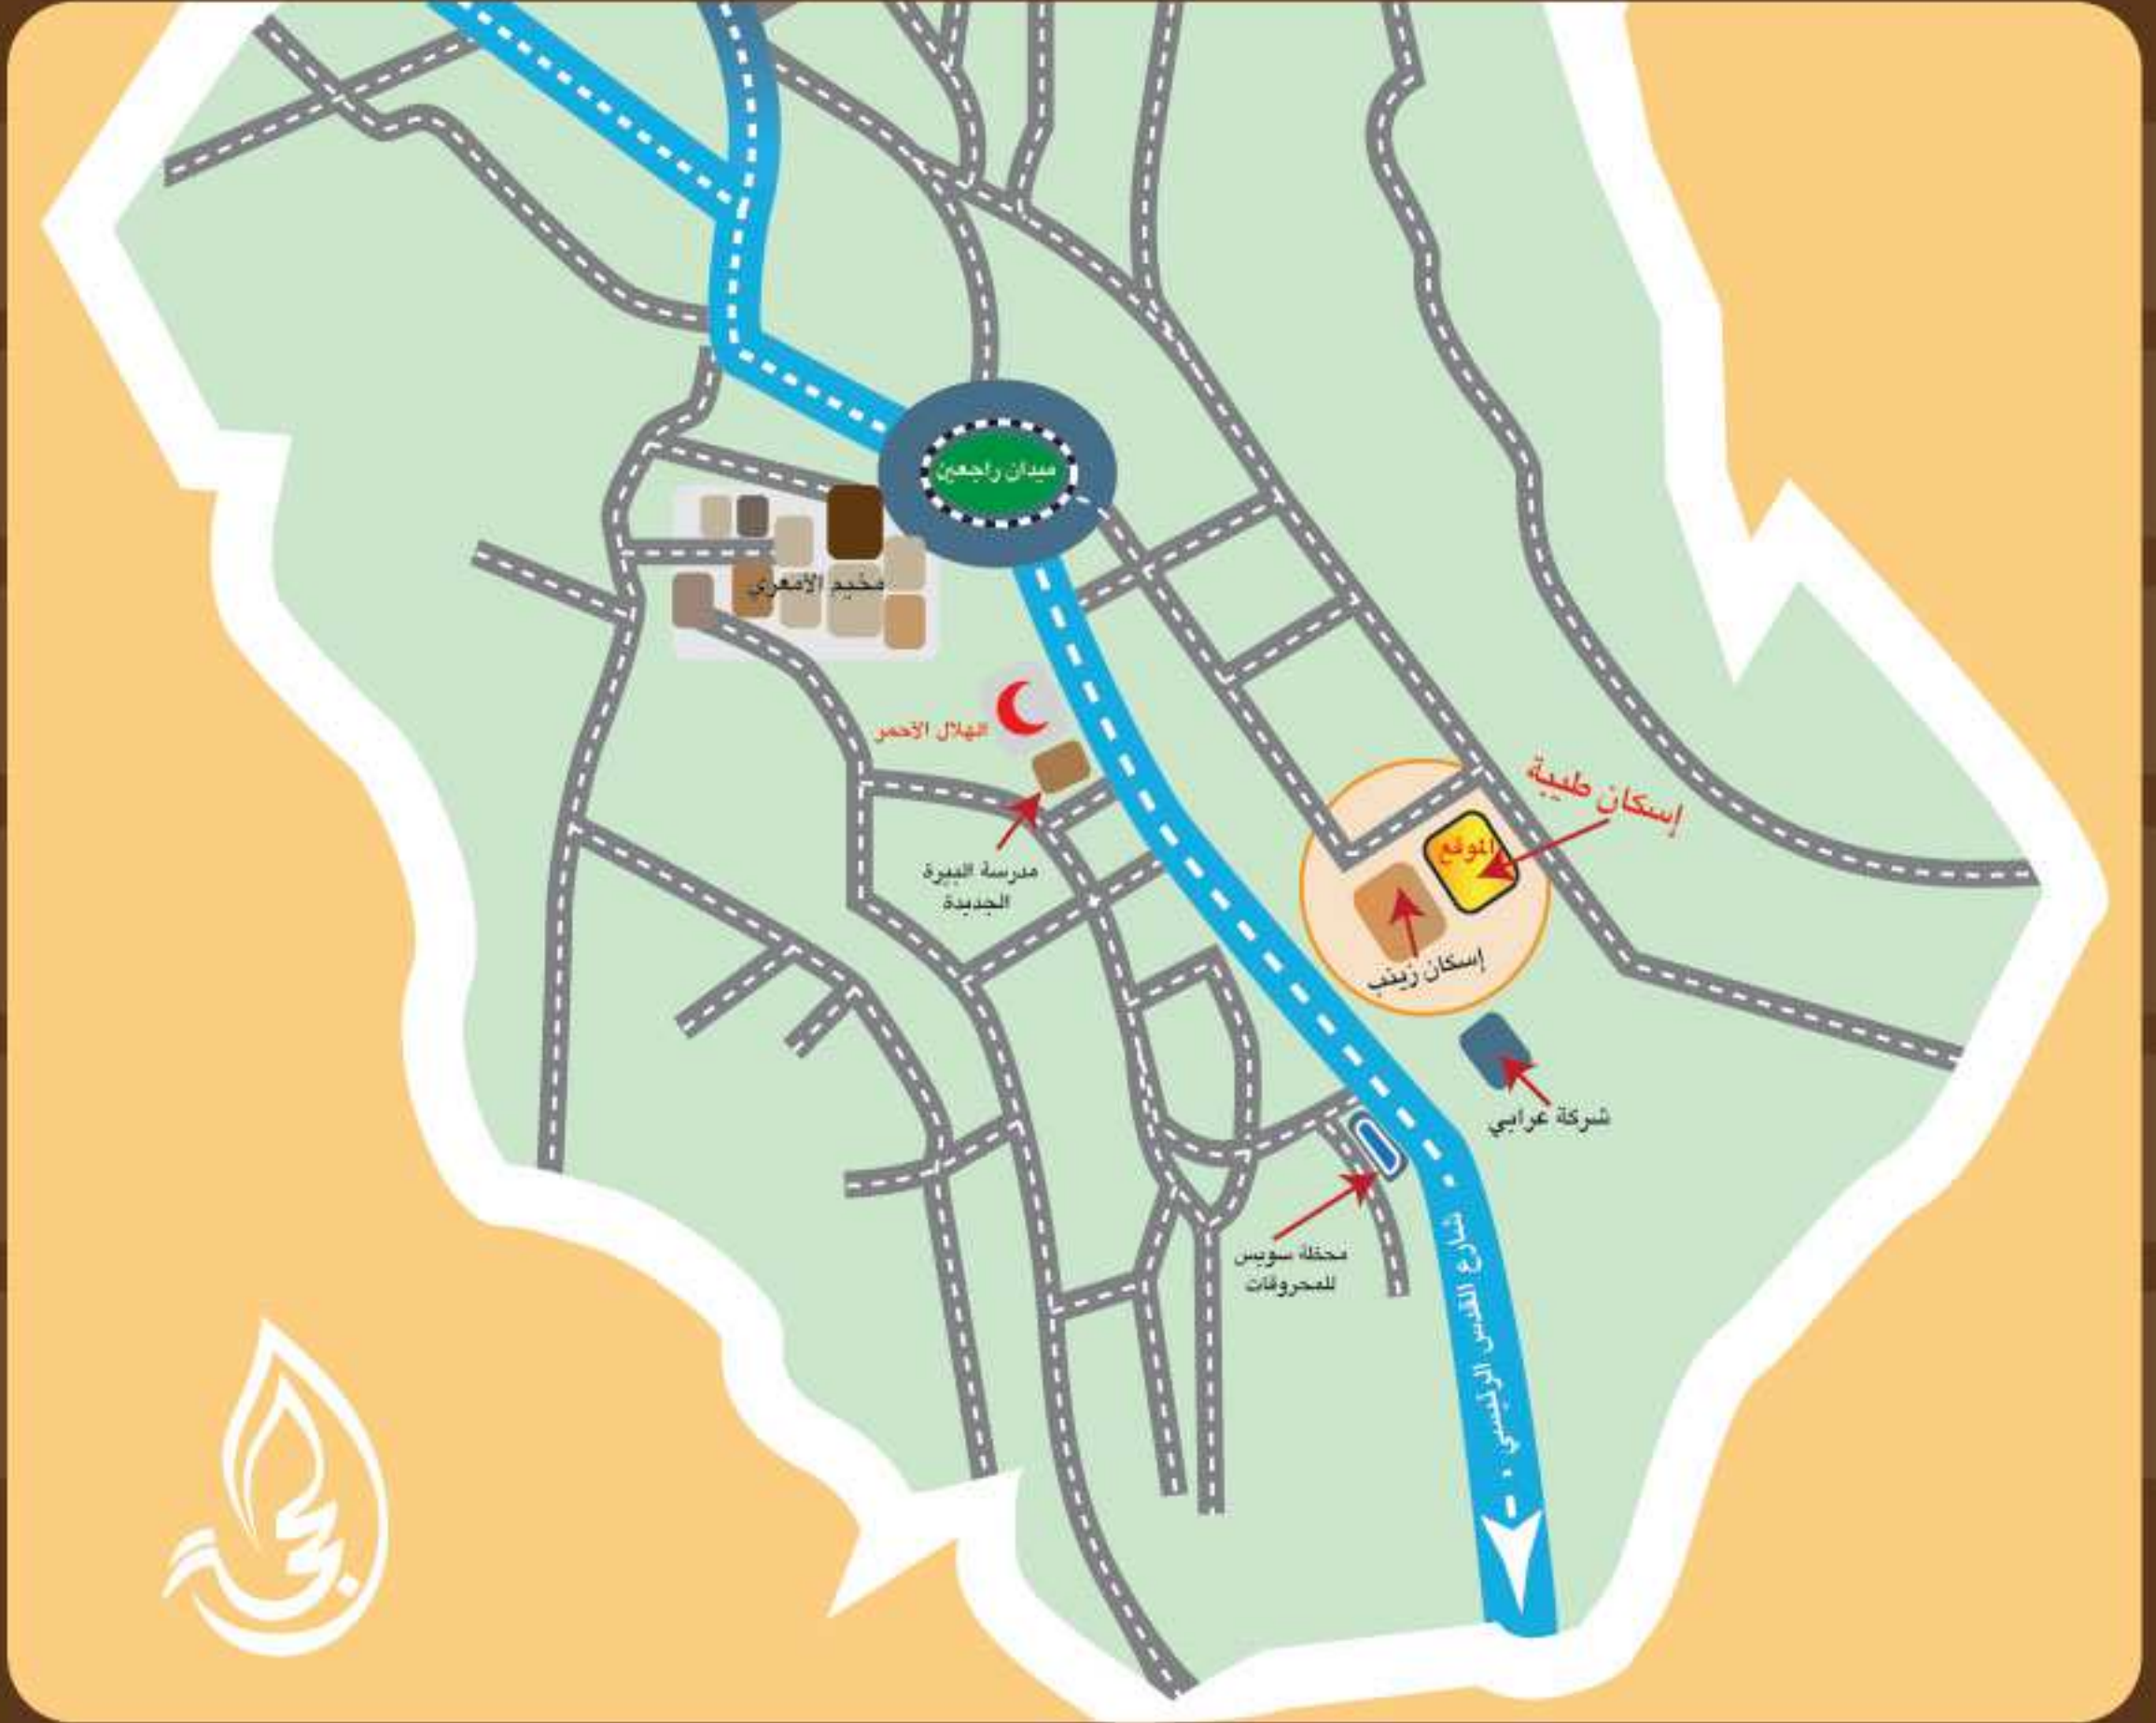 ميدان راجعين
مخيم الأمعري
الهلال الأحمر
إسكان طيبة
الموقع
مدرسة البيرة
الجديدة
إسكان زينب
شركة عرابي
محطة سويس
للمحروقات
شارع القدس الرئيسي